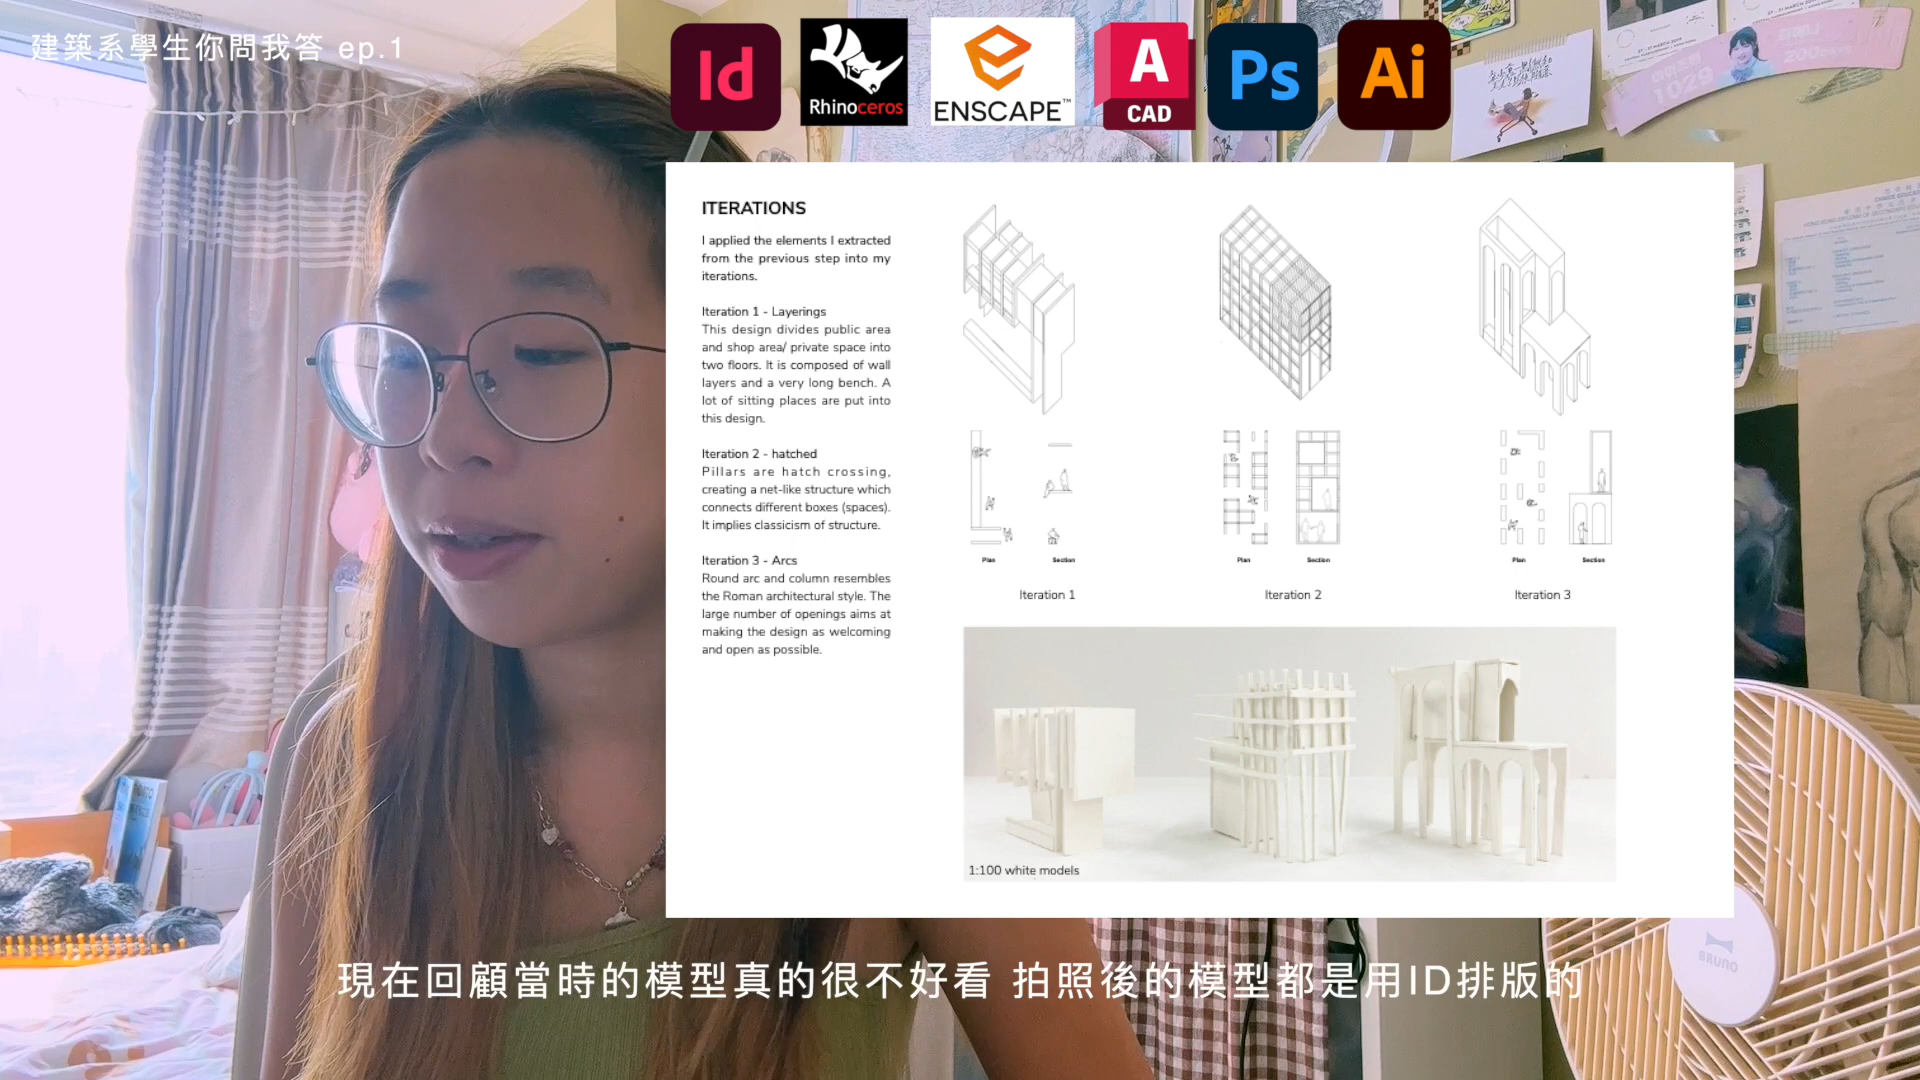 建築系學生你問我答 ep.1
Id
Rhinoceros
ENSCAPE™
A
CAD
Ps
Ai
1029
ITERATIONS
I applied the elements I extracted
from the previous step into my
iterations.
Iteration 1 - Layerings
This design divides public area
and shop area/ private space into
two floors. It is composed of wall
layers and a very long bench. A
lot of sitting places are put into
this design.
Iteration 2 - hatched
Pillars are hatch crossing,
creating a net-like structure which
connects different boxes (spaces).
It implies classicism of structure.
Iteration 3 - Arcs
Round arc and column resembles
the Roman architectural style. The
large number of openings aims at
making the design as welcoming
and open as possible.
Plan
Section
Plan
Section
Plan
Section
Iteration 1
Iteration 2
Iteration 3
1:100 white models
BRUNO
現在回顧當時的模型真的很不好看 拍照後的模型都是用ID排版的